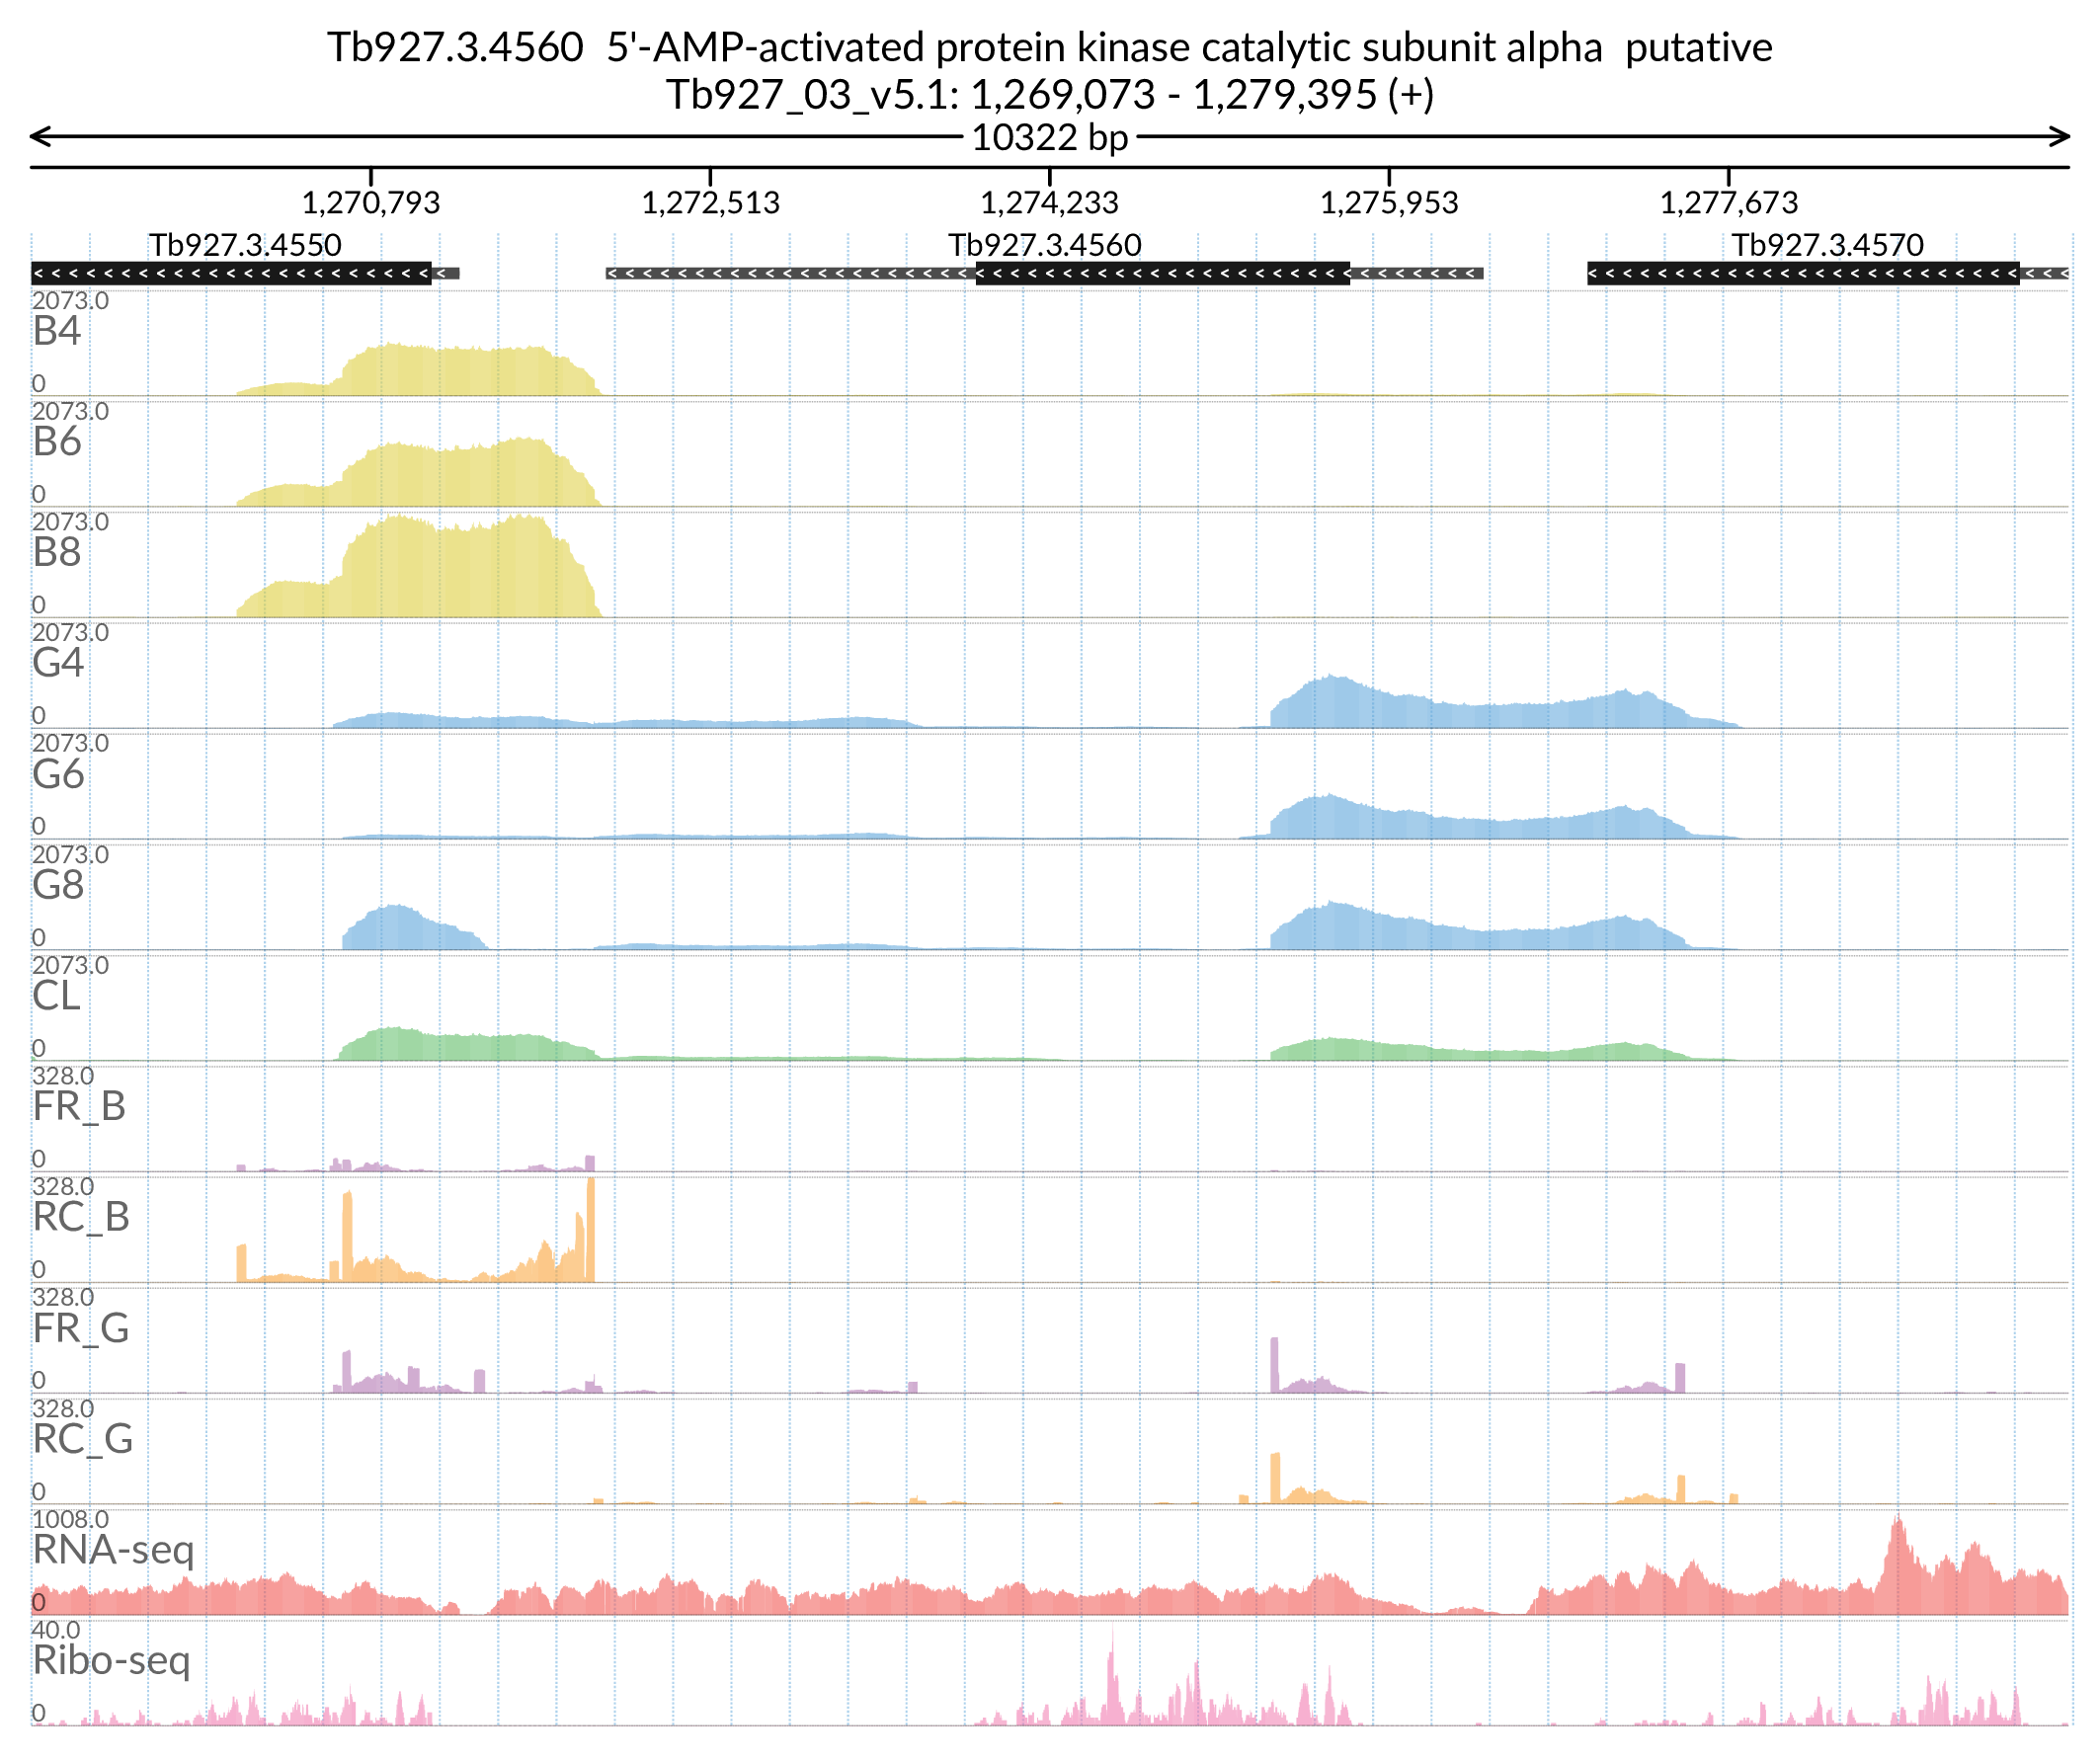 Tb927.3.4560  5'-AMP-activated protein kinase catalytic subunit alpha  putative
Tb927_03_v5.1: 1,269,073 - 1,279,395 (+)
10322 bp
1,270,793 1,272,513 1,274,233 1,275,953 1,277,673
Tb927.3.4550 Tb927.3.4560 Tb927.3.4570
2073.0
B4
0
2073.0
B6
0
2073.0
B8
0
2073.0
G4
0
2073.0
G6
0
2073.0
G8
0
2073.0
CL
0
328.0
FR_B
0
328.0
RC_B
0
328.0
FR_G
0
328.0
RC_G
0
1008.0
RNA-seq
0
40.0
Ribo-seq
0